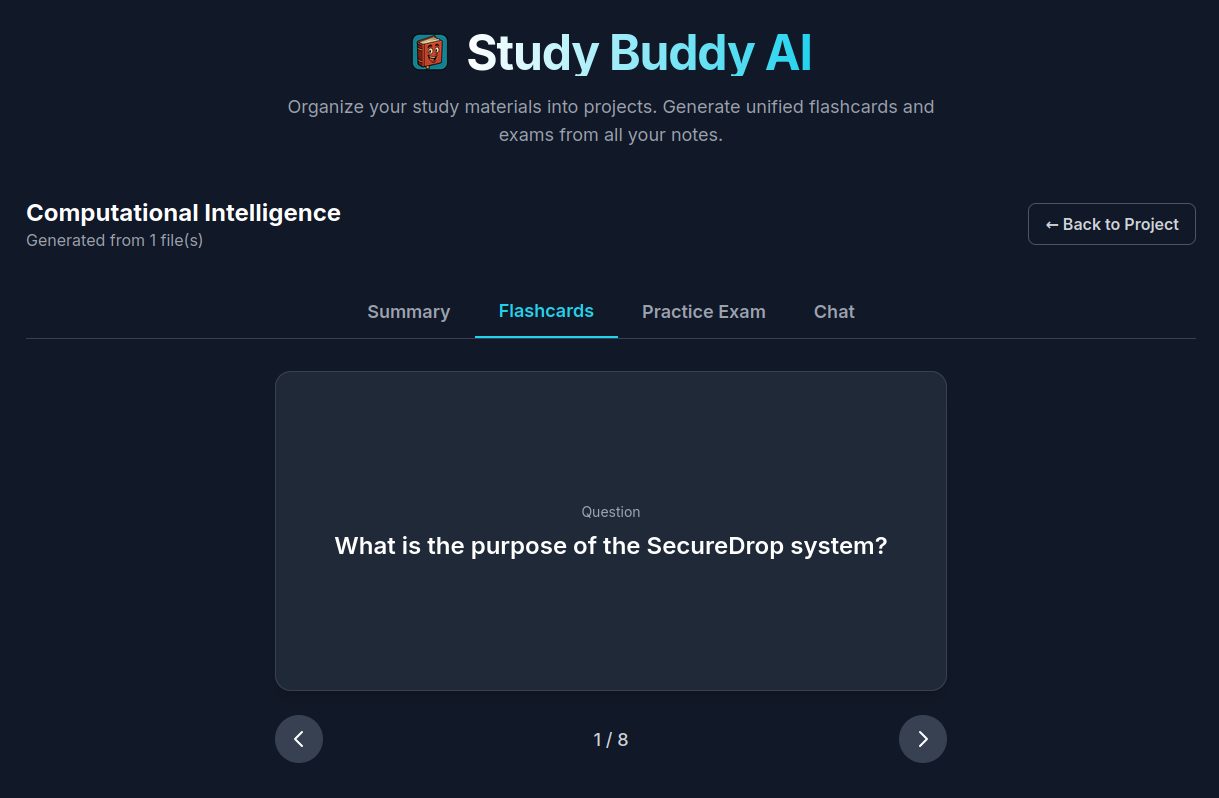 Study Buddy AI
Organize your study materials into projects. Generate unified flashcards and
exams from all your notes.
Computational Intelligence
Generated from 1 file(s)
← Back to Project
Summary
Flashcards
Practice Exam
Chat
Question
What is the purpose of the SecureDrop system?
1 / 8